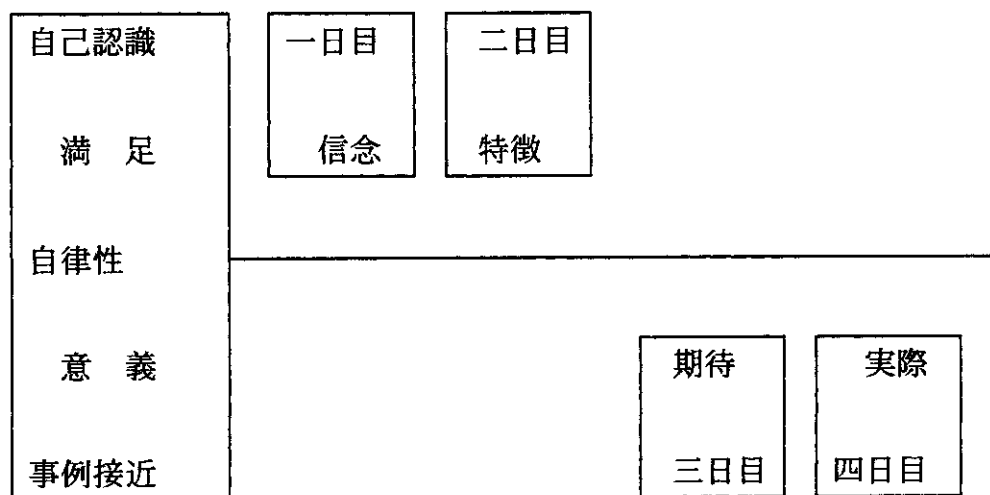 自己認識
満 足
自律性
意 義
事例接近
一日目
信念
二日目
特徴
期待
三日目
実際
四日目